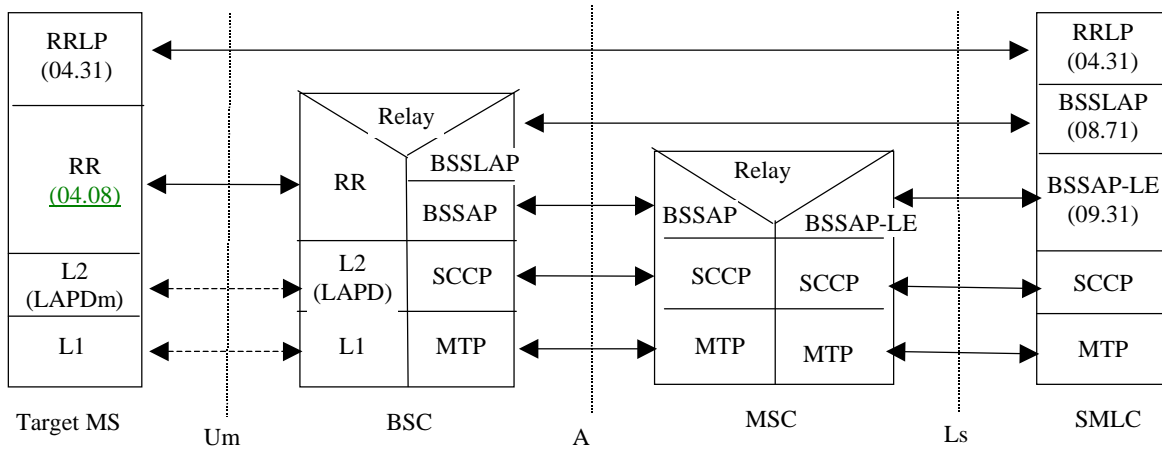 RRLP
(04.31)
RR
(04.08)
L2
(LAPDm)
L1
Target MS
Um
Relay
RR
BSSLAP
BSSAP
L2
(LAPD)
SCCP
L1
MTP
BSC
A
Relay
BSSAP
BSSAP-LE
SCCP
SCCP
MTP
MTP
MSC
Ls
RRLP
(04.31)
BSSLAP
(08.71)
BSSAP-LE
(09.31)
SCCP
MTP
SMLC